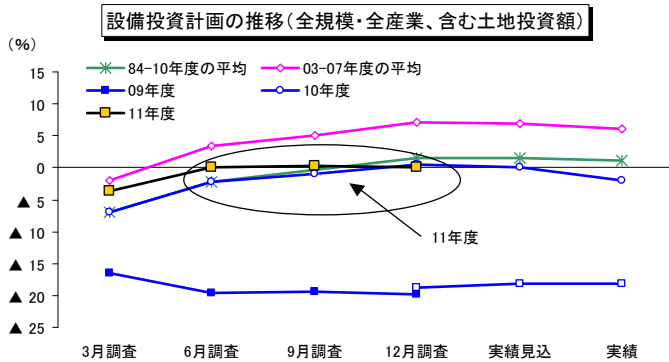 設備投資計画の推移(全規模・全産業、含む土地投資額)
(%)
84-10年度の平均 03-07年度の平均
09年度 10年度
11年度
15
10
5
0
▲ 5
▲ 10
▲ 15
▲ 20
▲ 25
11年度
3月調査 6月調査 9月調査 12月調査 実績見込 実績